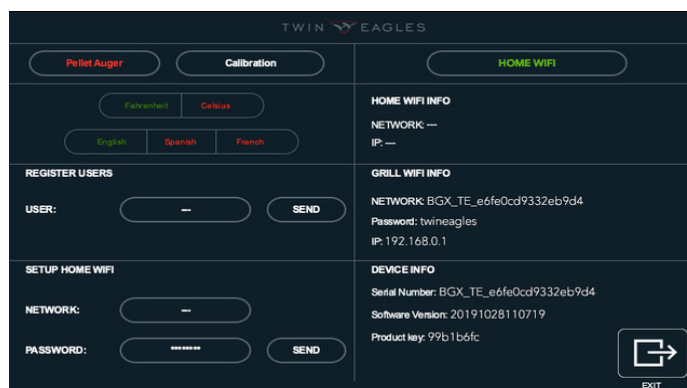 TWIN EAGLES
Pellet Auger
Calibration
HOME WIFI
Fahrenheit
Celsius
English
Spanish
French
HOME WIFI INFO
NETWORK: ---
IP: ---
REGISTER USERS
USER:
---
SEND
GRILL WIFI INFO
NETWORK: BGX_TE_e6fe0cd9332eb9d4
Password: twineagles
IP: 192.168.0.1
SETUP HOME WIFI
NETWORK:
---
PASSWORD:
********
SEND
DEVICE INFO
Serial Number: BGX_TE_e6fe0cd9332eb9d4
Software Version: 20191028110719
Product key: 99b1b6fc
EXIT